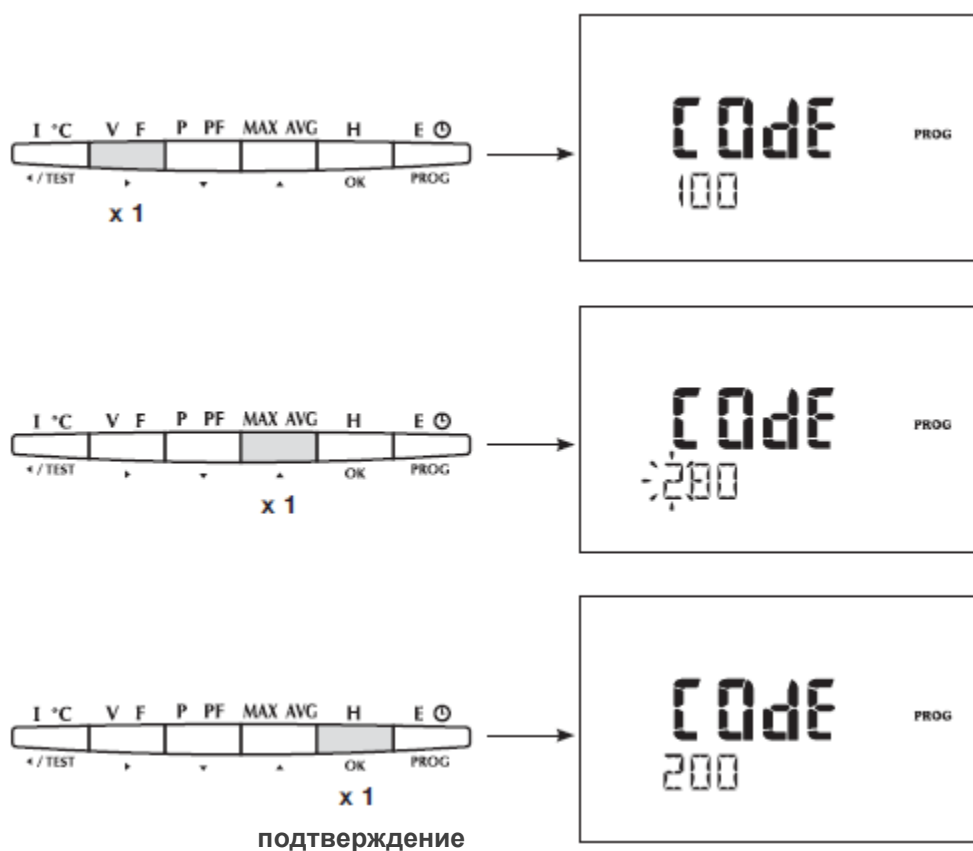 I °C V F P PF MAX AVG H E
CODE
PROG
100
◂ / TEST ▸ ▾ ▴ OK PROG
x 1
I °C V F P PF MAX AVG H E
CODE
PROG
200
◂ / TEST ▸ ▾ ▴ OK PROG
x 1
I °C V F P PF MAX AVG H E
CODE
PROG
200
◂ / TEST ▸ ▾ ▴ OK PROG
x 1
подтверждение